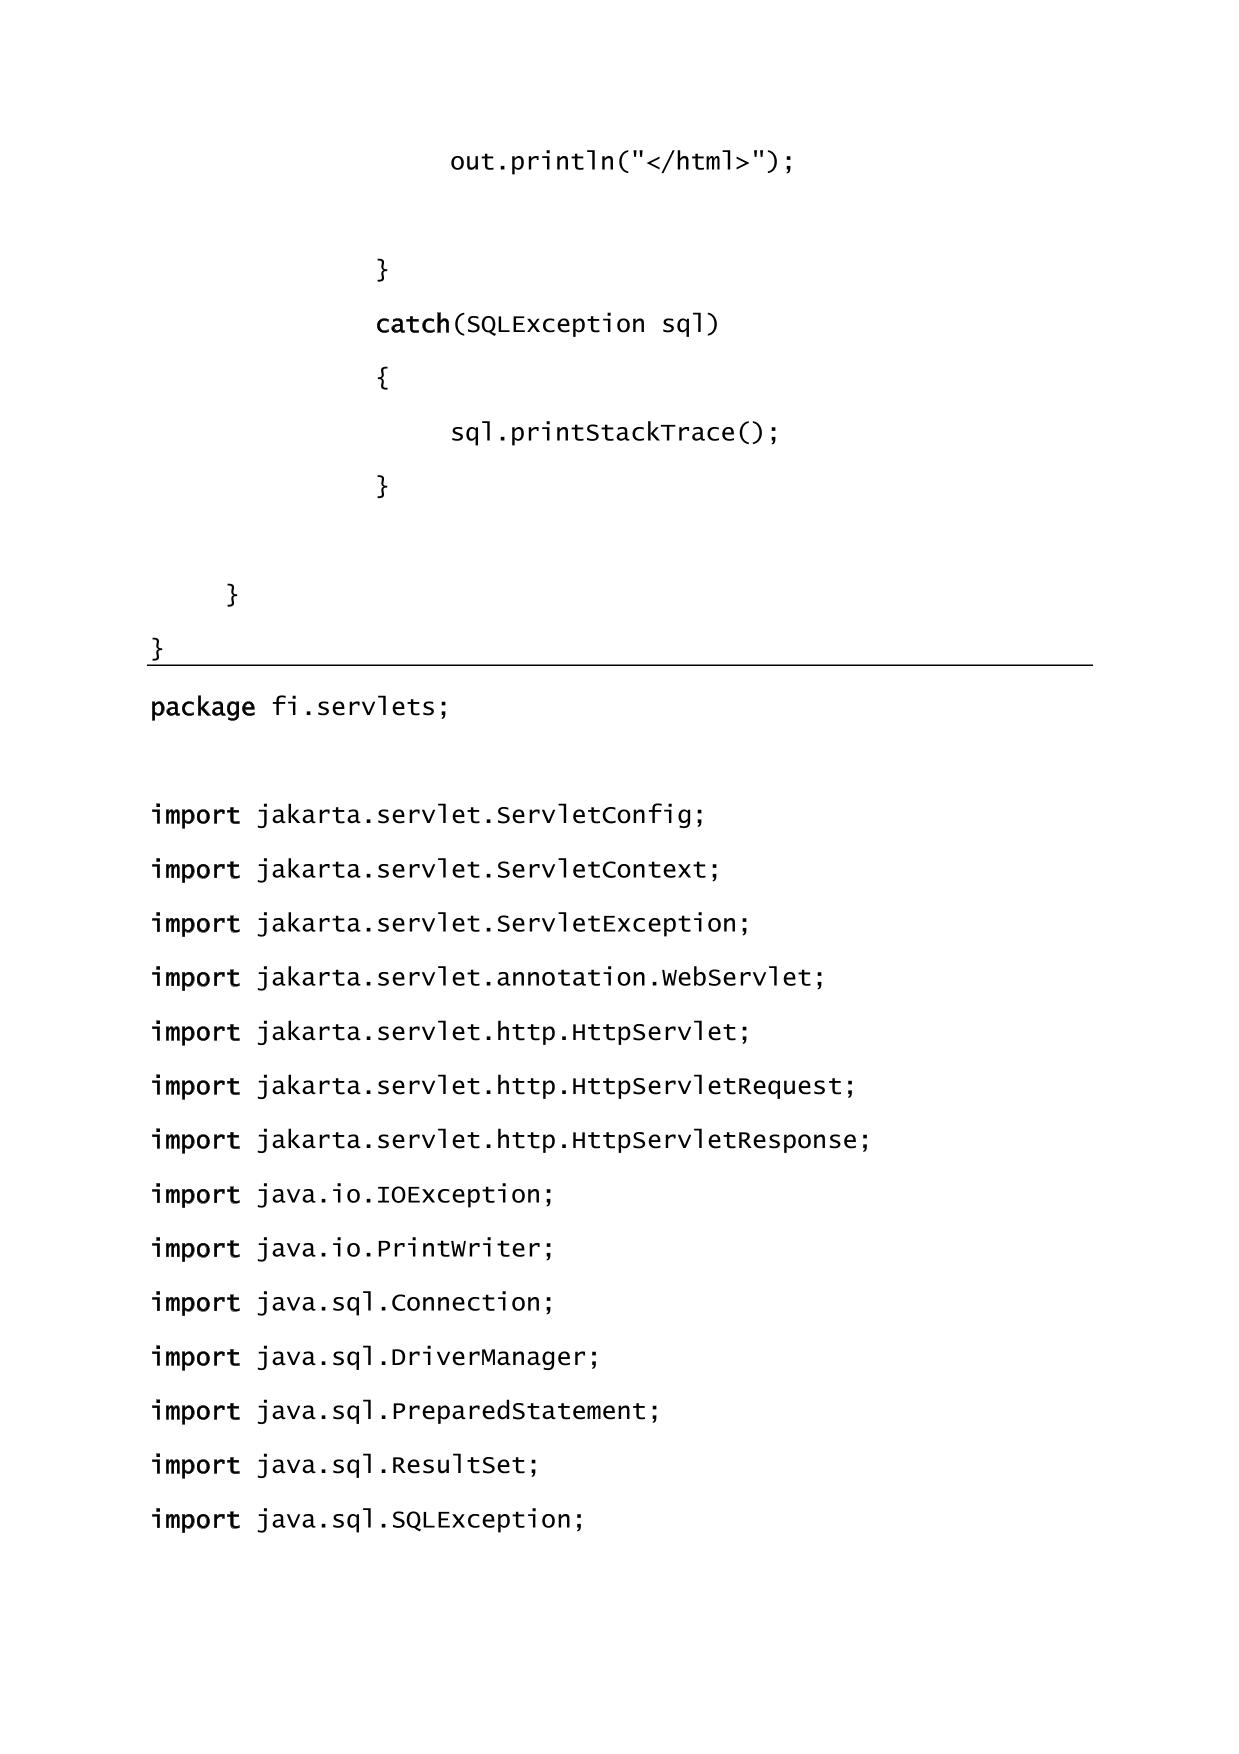 out.println("</html>");
}
catch(SQLException sql)
{
sql.printStackTrace();
}
}
}
package fi.servlets;
import jakarta.servlet.ServletConfig;
import jakarta.servlet.ServletContext;
import jakarta.servlet.ServletException;
import jakarta.servlet.annotation.WebServlet;
import jakarta.servlet.http.HttpServlet;
import jakarta.servlet.http.HttpServletRequest;
import jakarta.servlet.http.HttpServletResponse;
import java.io.IOException;
import java.io.PrintWriter;
import java.sql.Connection;
import java.sql.DriverManager;
import java.sql.PreparedStatement;
import java.sql.ResultSet;
import java.sql.SQLException;